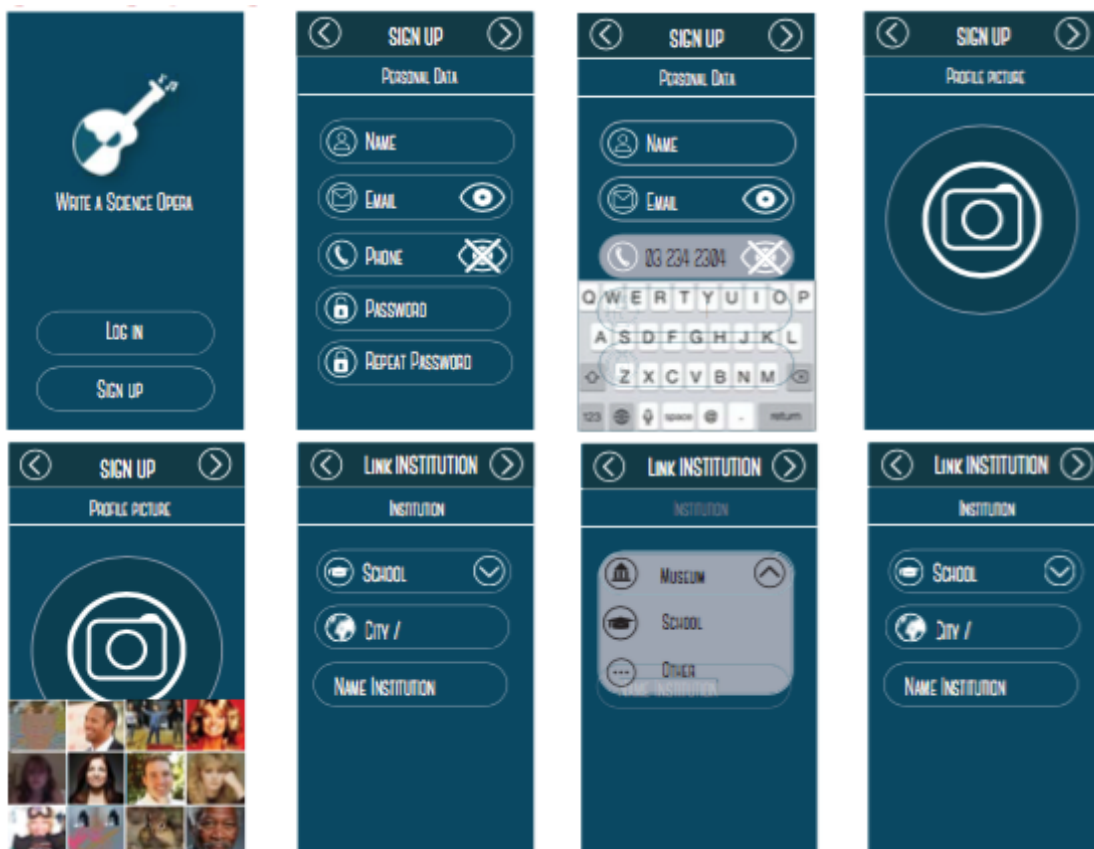 WRITE A SCIENCE OPERA
LOG IN
SIGN UP
SIGN UP
PERSONAL DATA
NAME
EMAIL
PHONE
PASSWORD
REPEAT PASSWORD
SIGN UP
PERSONAL DATA
NAME
EMAIL
03 234 2304
Q W E R T Y U I O P
A S D F G H J K L
Z X C V B N M
123 space @ . return
SIGN UP
PROFILE PICTURE
SIGN UP
PROFILE PICTURE
LINK INSTITUTION
INSTITUTION
SCHOOL
CITY /
NAME INSTITUTION
LINK INSTITUTION
INSTITUTION
MUSEUM
SCHOOL
OTHER
NAME INSTITUTION
LINK INSTITUTION
INSTITUTION
SCHOOL
CITY /
NAME INSTITUTION